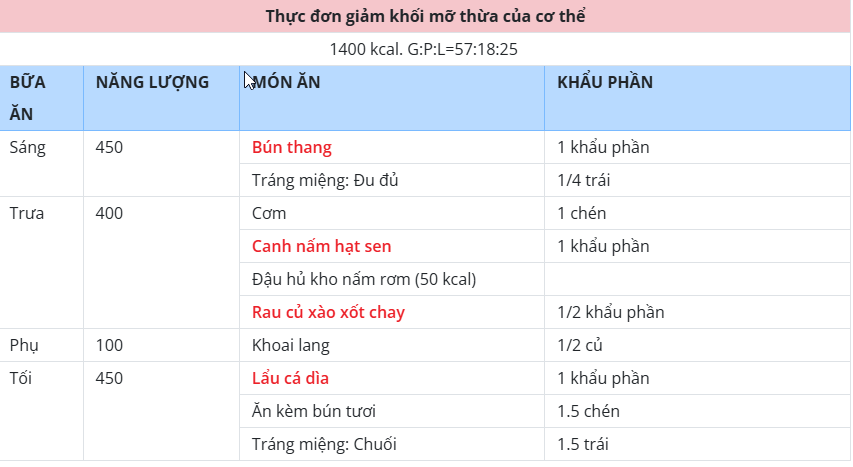 Thực đơn giảm khối mỡ thừa của cơ thể
1400 kcal. G:P:L=57:18:25
BỮA ĂN NĂNG LƯỢNG MÓN ĂN KHẨU PHẦN
Sáng 450 Bún thang 1 khẩu phần
Tráng miệng: Đu đủ 1/4 trái
Trưa 400 Cơm 1 chén
Canh nấm hạt sen 1 khẩu phần
Đậu hủ kho nấm rơm (50 kcal)
Rau củ xào xốt chay 1/2 khẩu phần
Phụ 100 Khoai lang 1/2 củ
Tối 450 Lẩu cá dìa 1 khẩu phần
Ăn kèm bún tươi 1.5 chén
Tráng miệng: Chuối 1.5 trái